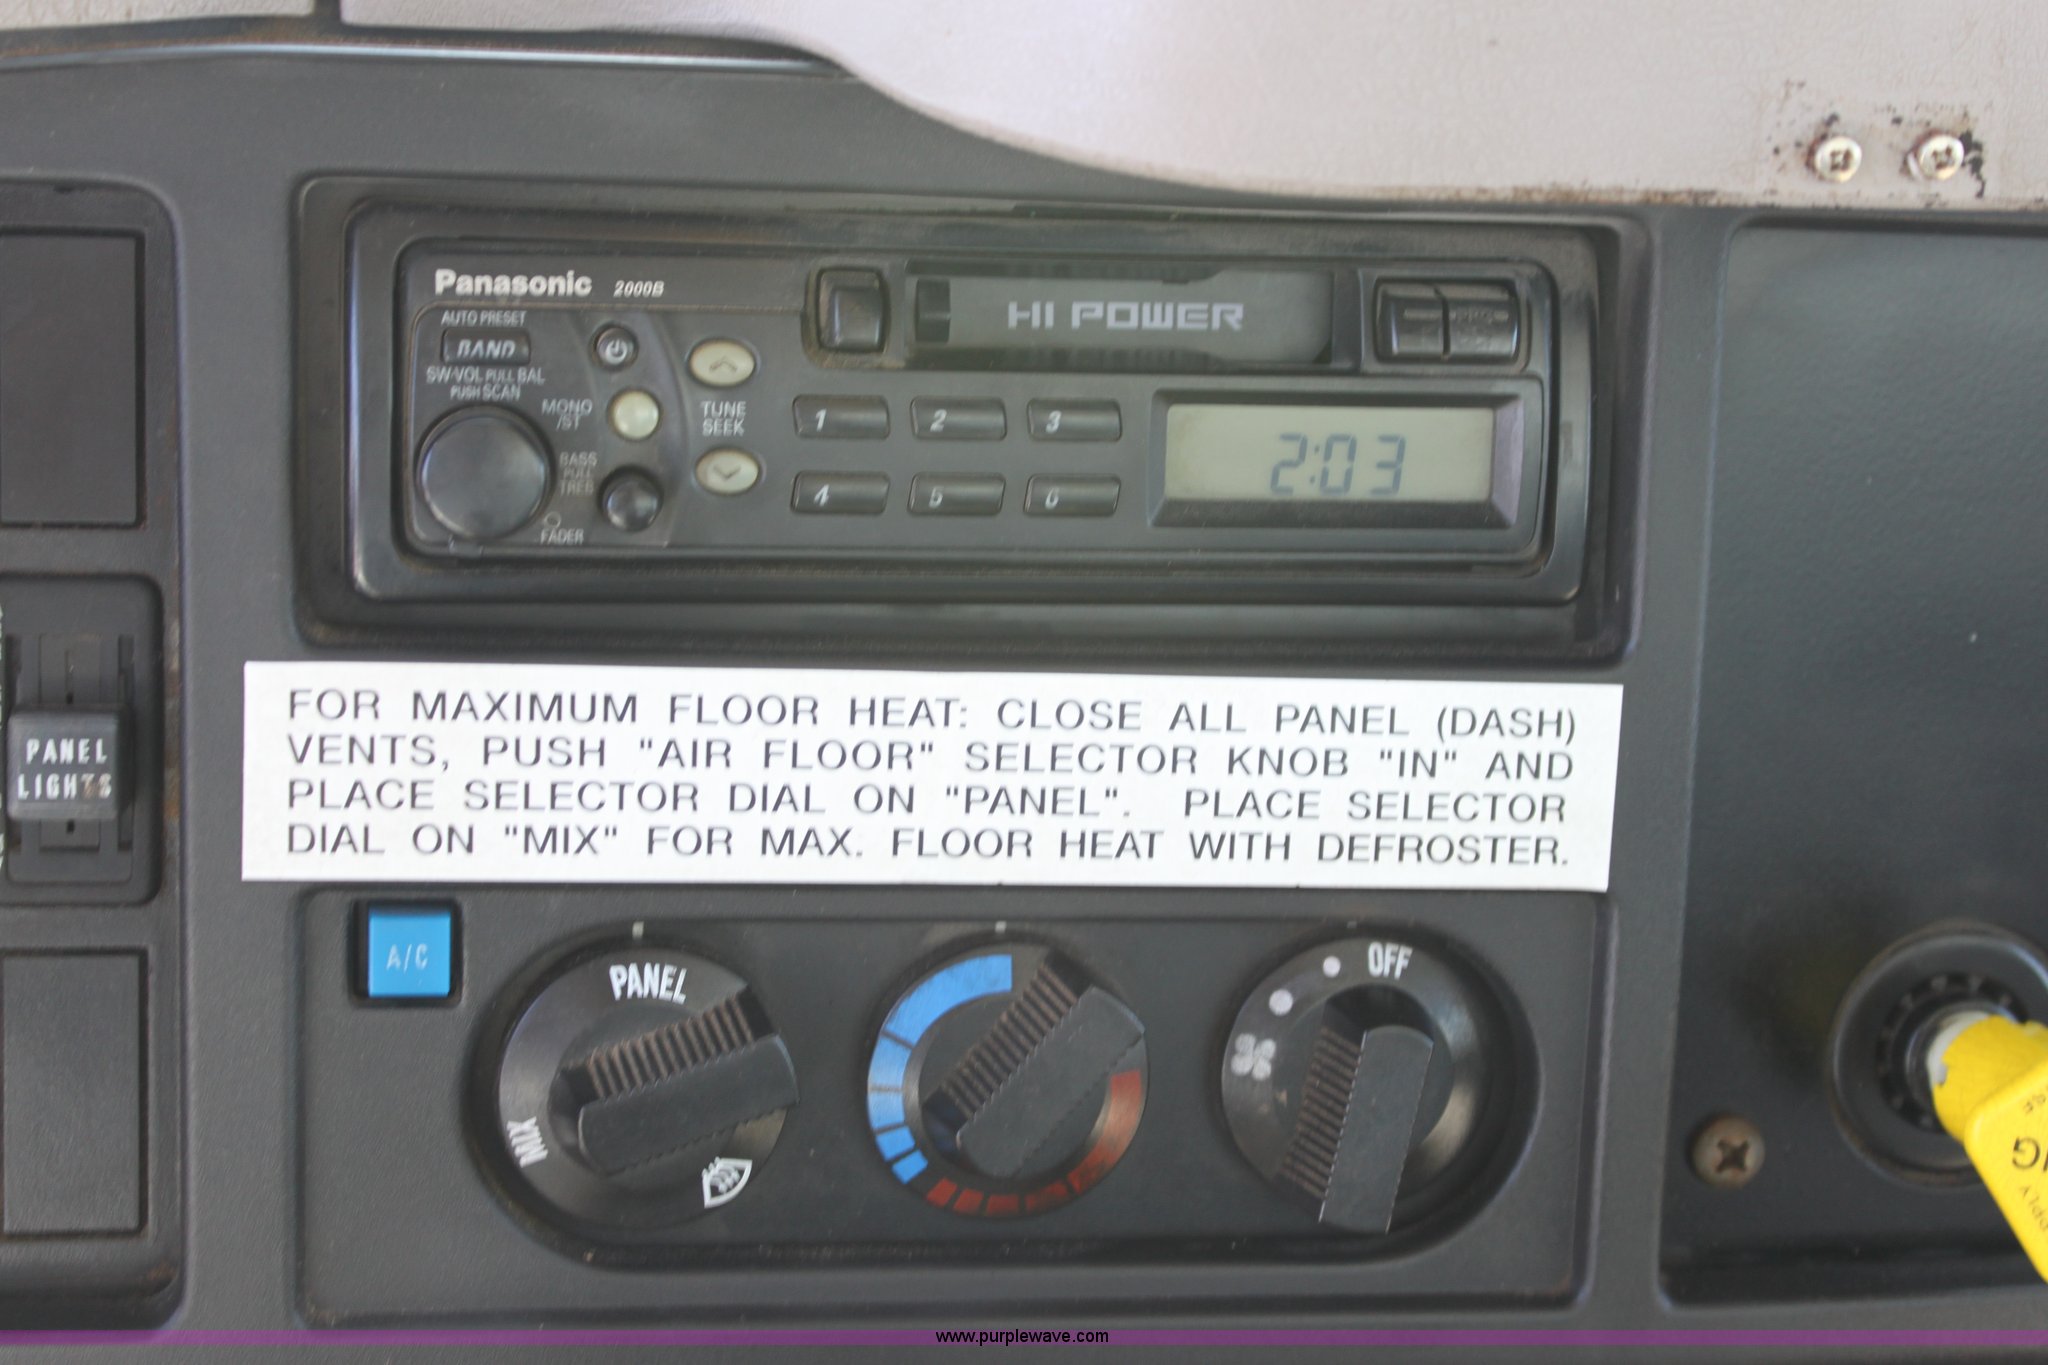 Panasonic 2000B
AUTO PRESET
BAND
SW-VOL PULL BAL
PUSH SCAN
MONO
/ST
BASS
PULL
TREB
FADER
TUNE
SEEK
HI POWER
1 2 3
4 5 6
2:03
PANEL
LIGHTS
FOR MAXIMUM FLOOR HEAT: CLOSE ALL PANEL (DASH)
VENTS, PUSH "AIR FLOOR" SELECTOR KNOB "IN" AND
PLACE SELECTOR DIAL ON "PANEL". PLACE SELECTOR
DIAL ON "MIX" FOR MAX. FLOOR HEAT WITH DEFROSTER.
A/C
PANEL
MIX
OFF
www.purplewave.com